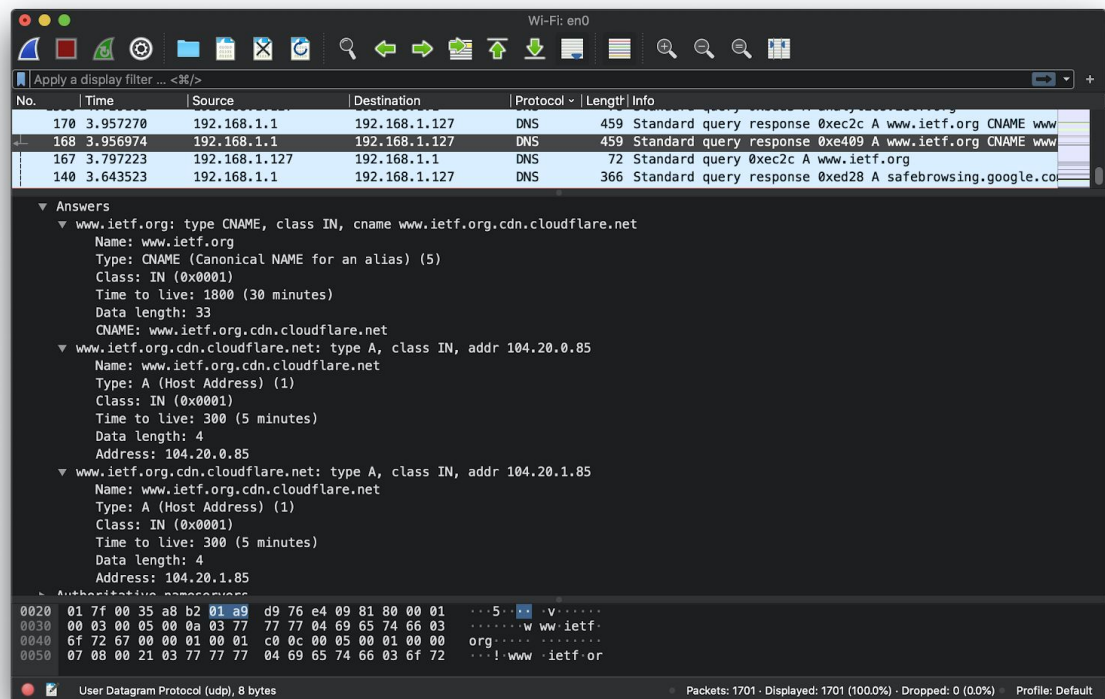 Wi-Fi: en0
Apply a display filter ... <⌘/>
+
No. Time Source Destination Protocol Length Info
170 3.957270 192.168.1.1 192.168.1.127 DNS 459 Standard query response 0xec2c A www.ietf.org CNAME www
168 3.956974 192.168.1.1 192.168.1.127 DNS 459 Standard query response 0xe409 A www.ietf.org CNAME www
167 3.797223 192.168.1.127 192.168.1.1 DNS 72 Standard query 0xec2c A www.ietf.org
140 3.643523 192.168.1.1 192.168.1.127 DNS 366 Standard query response 0xed28 A safebrowsing.google.co
Answers
www.ietf.org: type CNAME, class IN, cname www.ietf.org.cdn.cloudflare.net
Name: www.ietf.org
Type: CNAME (Canonical NAME for an alias) (5)
Class: IN (0x0001)
Time to live: 1800 (30 minutes)
Data length: 33
CNAME: www.ietf.org.cdn.cloudflare.net
www.ietf.org.cdn.cloudflare.net: type A, class IN, addr 104.20.0.85
Name: www.ietf.org.cdn.cloudflare.net
Type: A (Host Address) (1)
Class: IN (0x0001)
Time to live: 300 (5 minutes)
Data length: 4
Address: 104.20.0.85
www.ietf.org.cdn.cloudflare.net: type A, class IN, addr 104.20.1.85
Name: www.ietf.org.cdn.cloudflare.net
Type: A (Host Address) (1)
Class: IN (0x0001)
Time to live: 300 (5 minutes)
Data length: 4
Address: 104.20.1.85
Authoritative nameservers
0020 01 7f 00 35 a8 b2 01 a9 d9 76 e4 09 81 80 00 01 ···5···· ·v······
0030 00 03 00 05 00 0a 03 77 77 77 04 69 65 74 66 03 ·······w ww·ietf·
0040 6f 72 67 00 00 01 00 01 c0 0c 00 05 00 01 00 00 org····· ········
0050 07 08 00 21 03 77 77 77 04 69 65 74 66 03 6f 72 ···!·www ·ietf·or
User Datagram Protocol (udp), 8 bytes Packets: 1701 · Displayed: 1701 (100.0%) · Dropped: 0 (0.0%) Profile: Default